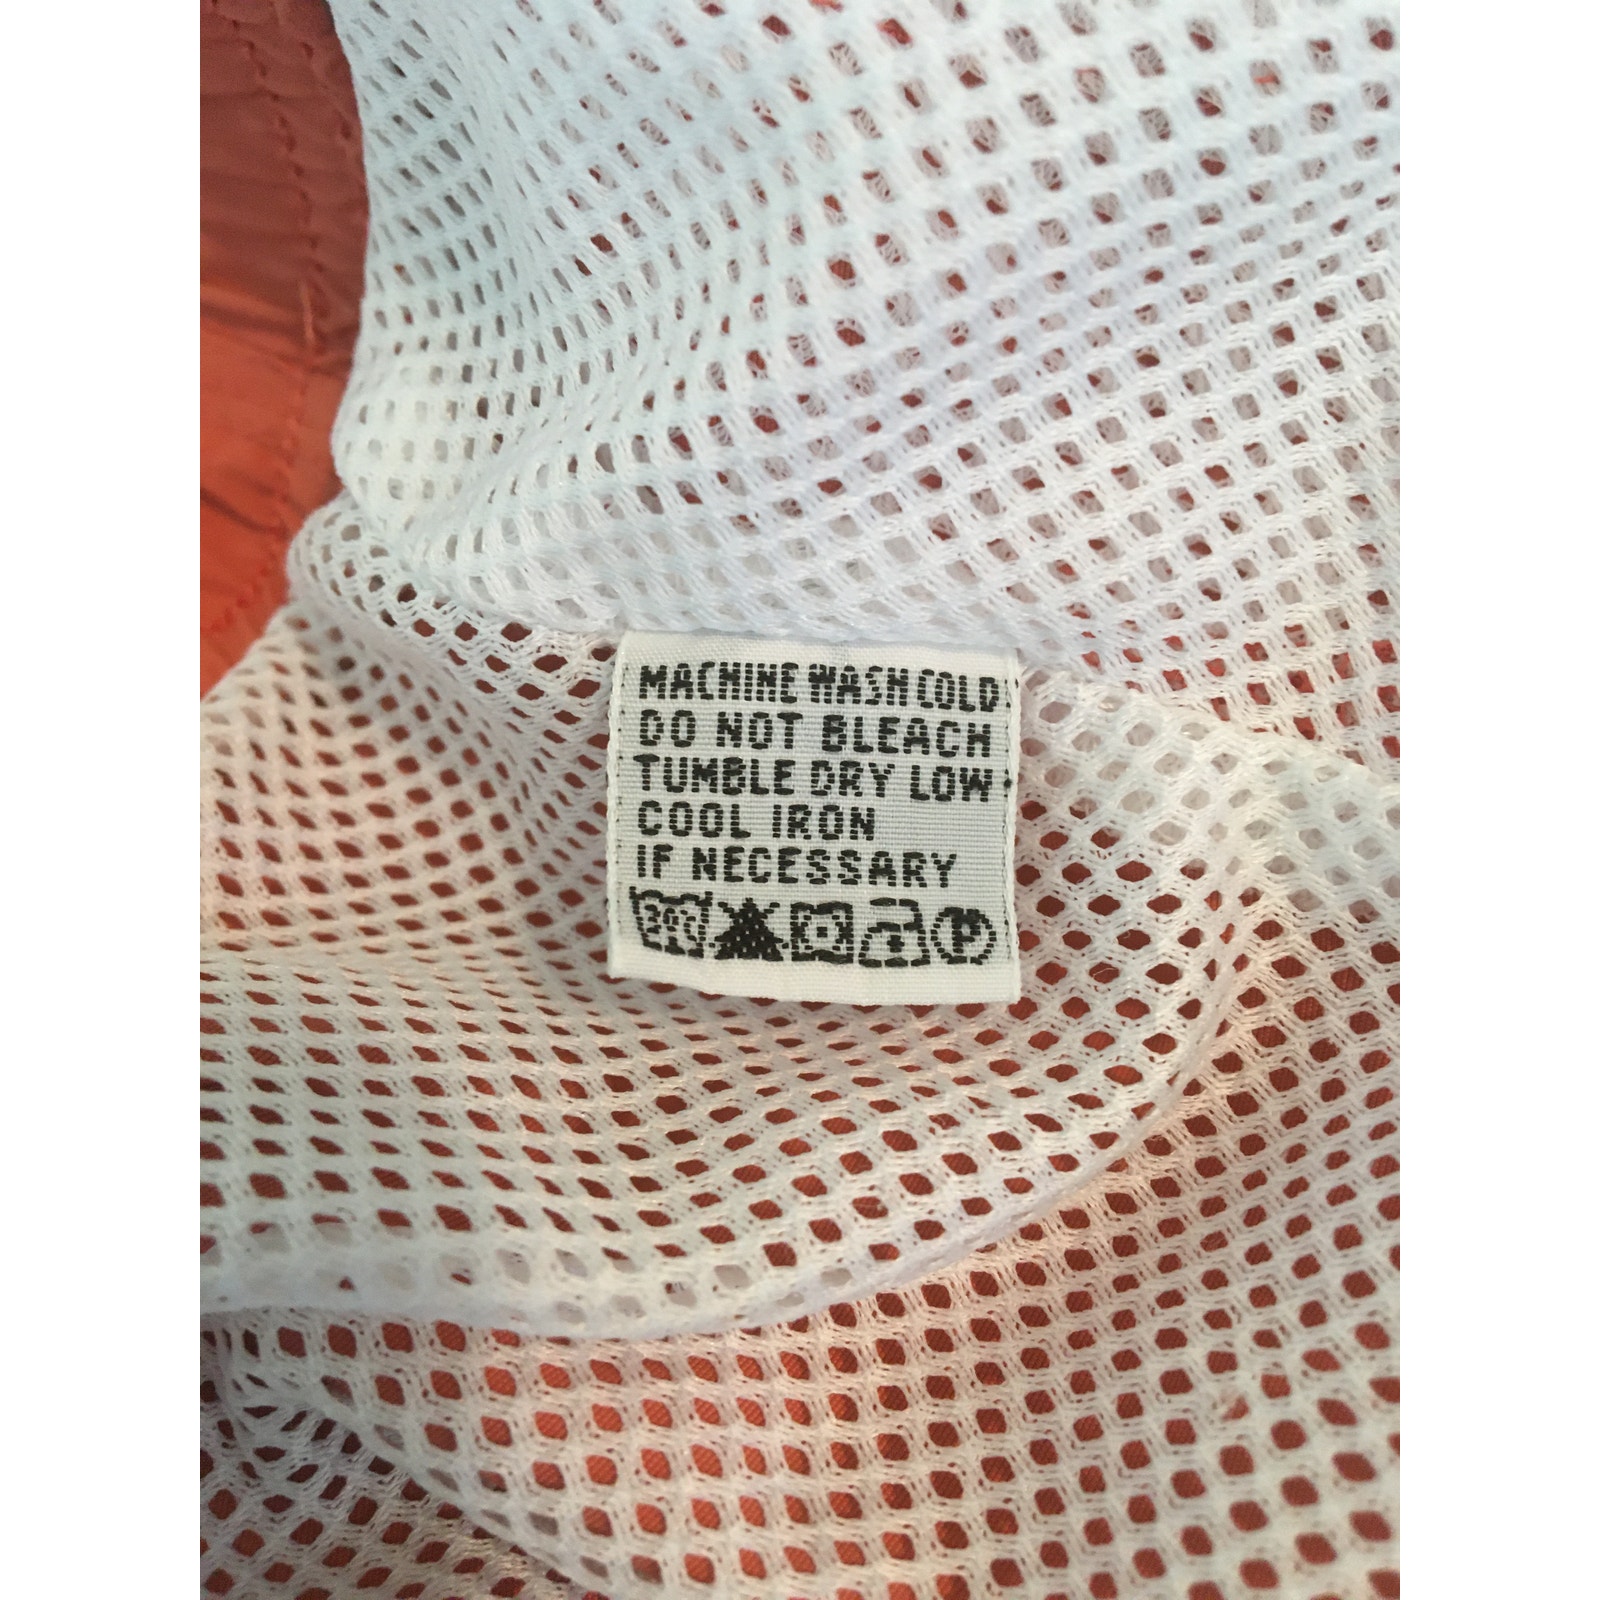 MACHINE WASH COLD
DO NOT BLEACH
TUMBLE DRY LOW
COOL IRON
IF NECESSARY
P